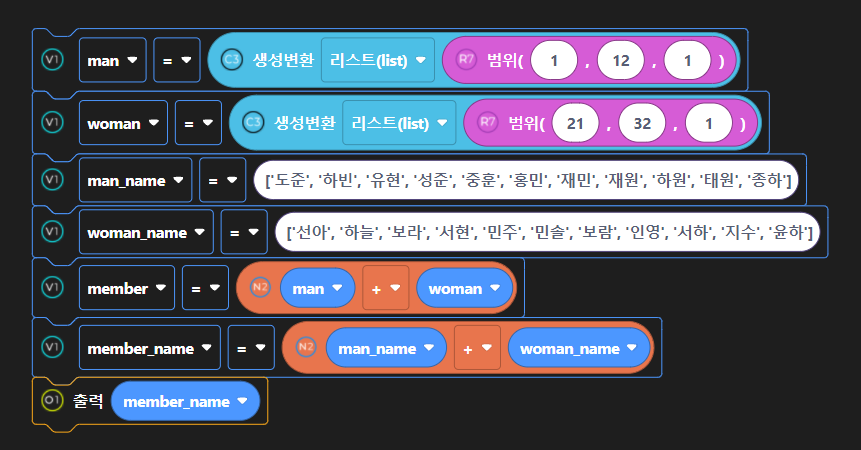 V1 man = C3 생성변환 리스트(list) R7 범위( 1 , 12 , 1 )
V1 woman = C3 생성변환 리스트(list) R7 범위( 21 , 32 , 1 )
V1 man_name = ['도준', '하빈', '유현', '성준', '중훈', '홍민', '재민', '재원', '하원', '태원', '종하']
V1 woman_name = ['선아', '하늘', '보라', '서현', '민주', '민솔', '보람', '인영', '서하', '지수', '윤하']
V1 member = N2 man + woman
V1 member_name = N2 man_name + woman_name
O1 출력 member_name